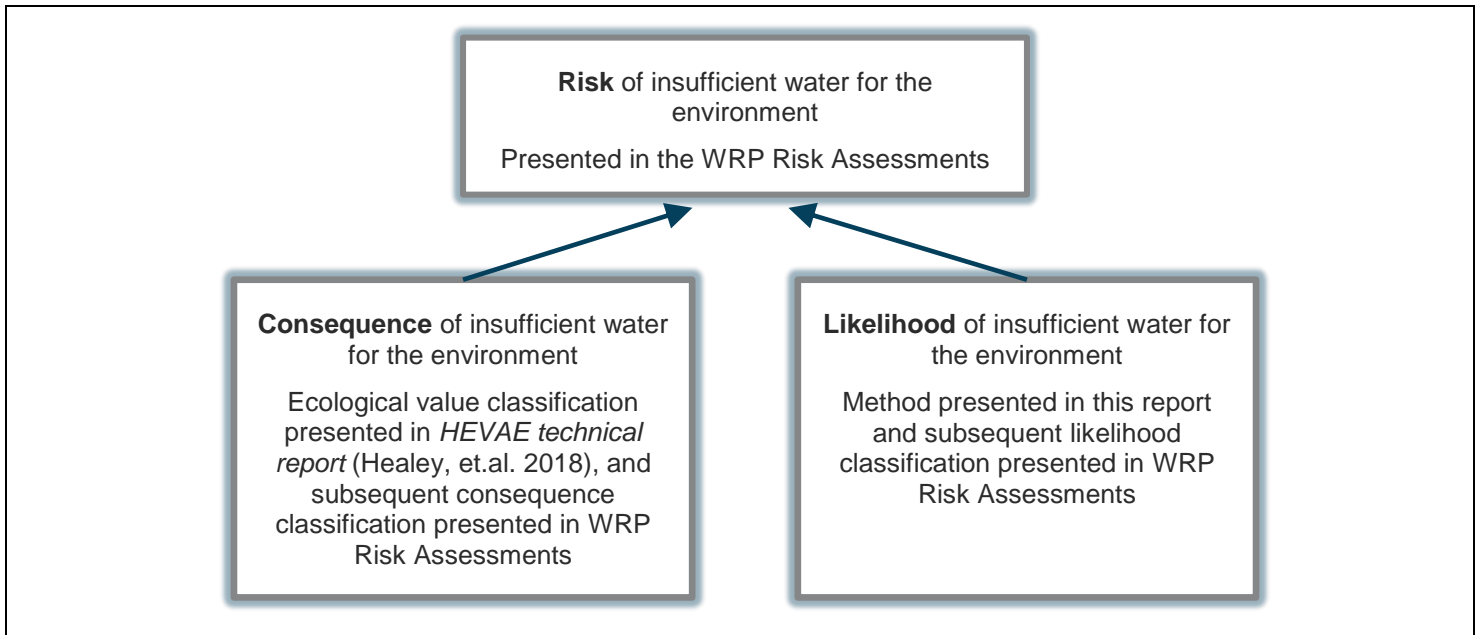 Risk of insufficient water for the
environment
Presented in the WRP Risk Assessments
Consequence of insufficient water
for the environment
Ecological value classification
presented in HEVAE technical
report (Healey, et.al. 2018), and
subsequent consequence
classification presented in WRP
Risk Assessments
Likelihood of insufficient water for
the environment
Method presented in this report
and subsequent likelihood
classification presented in WRP
Risk Assessments